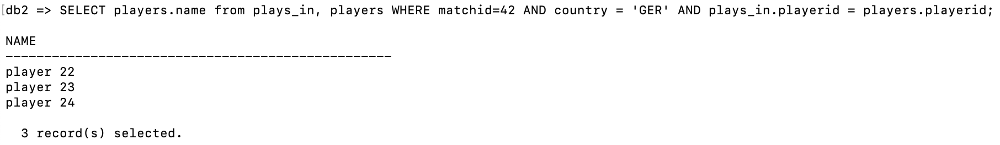 [db2 => SELECT players.name from plays_in, players WHERE matchid=42 AND country = 'GER' AND plays_in.playerid = players.playerid;
NAME
--------------------------------------------------
player 22
player 23
player 24
3 record(s) selected.